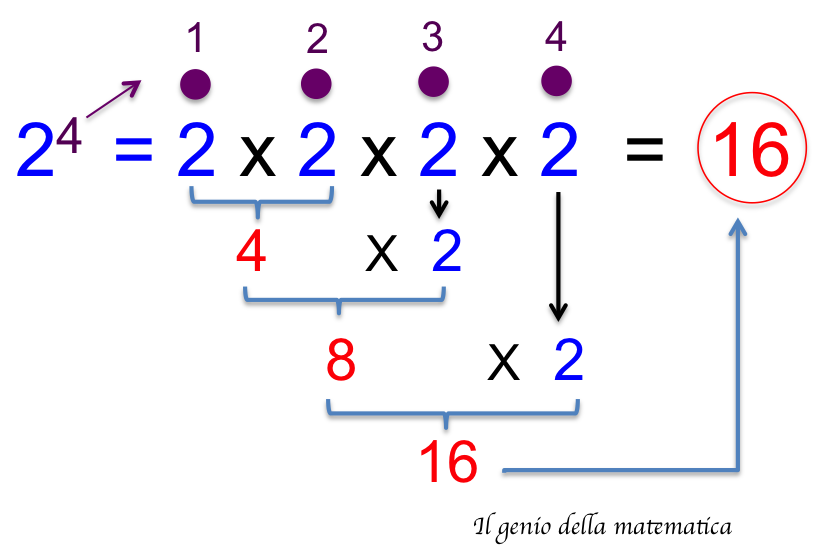 1 2 3 4
2⁴ = 2 x 2 x 2 x 2 = 16
4 X 2
8 X 2
16
Il genio della matematica